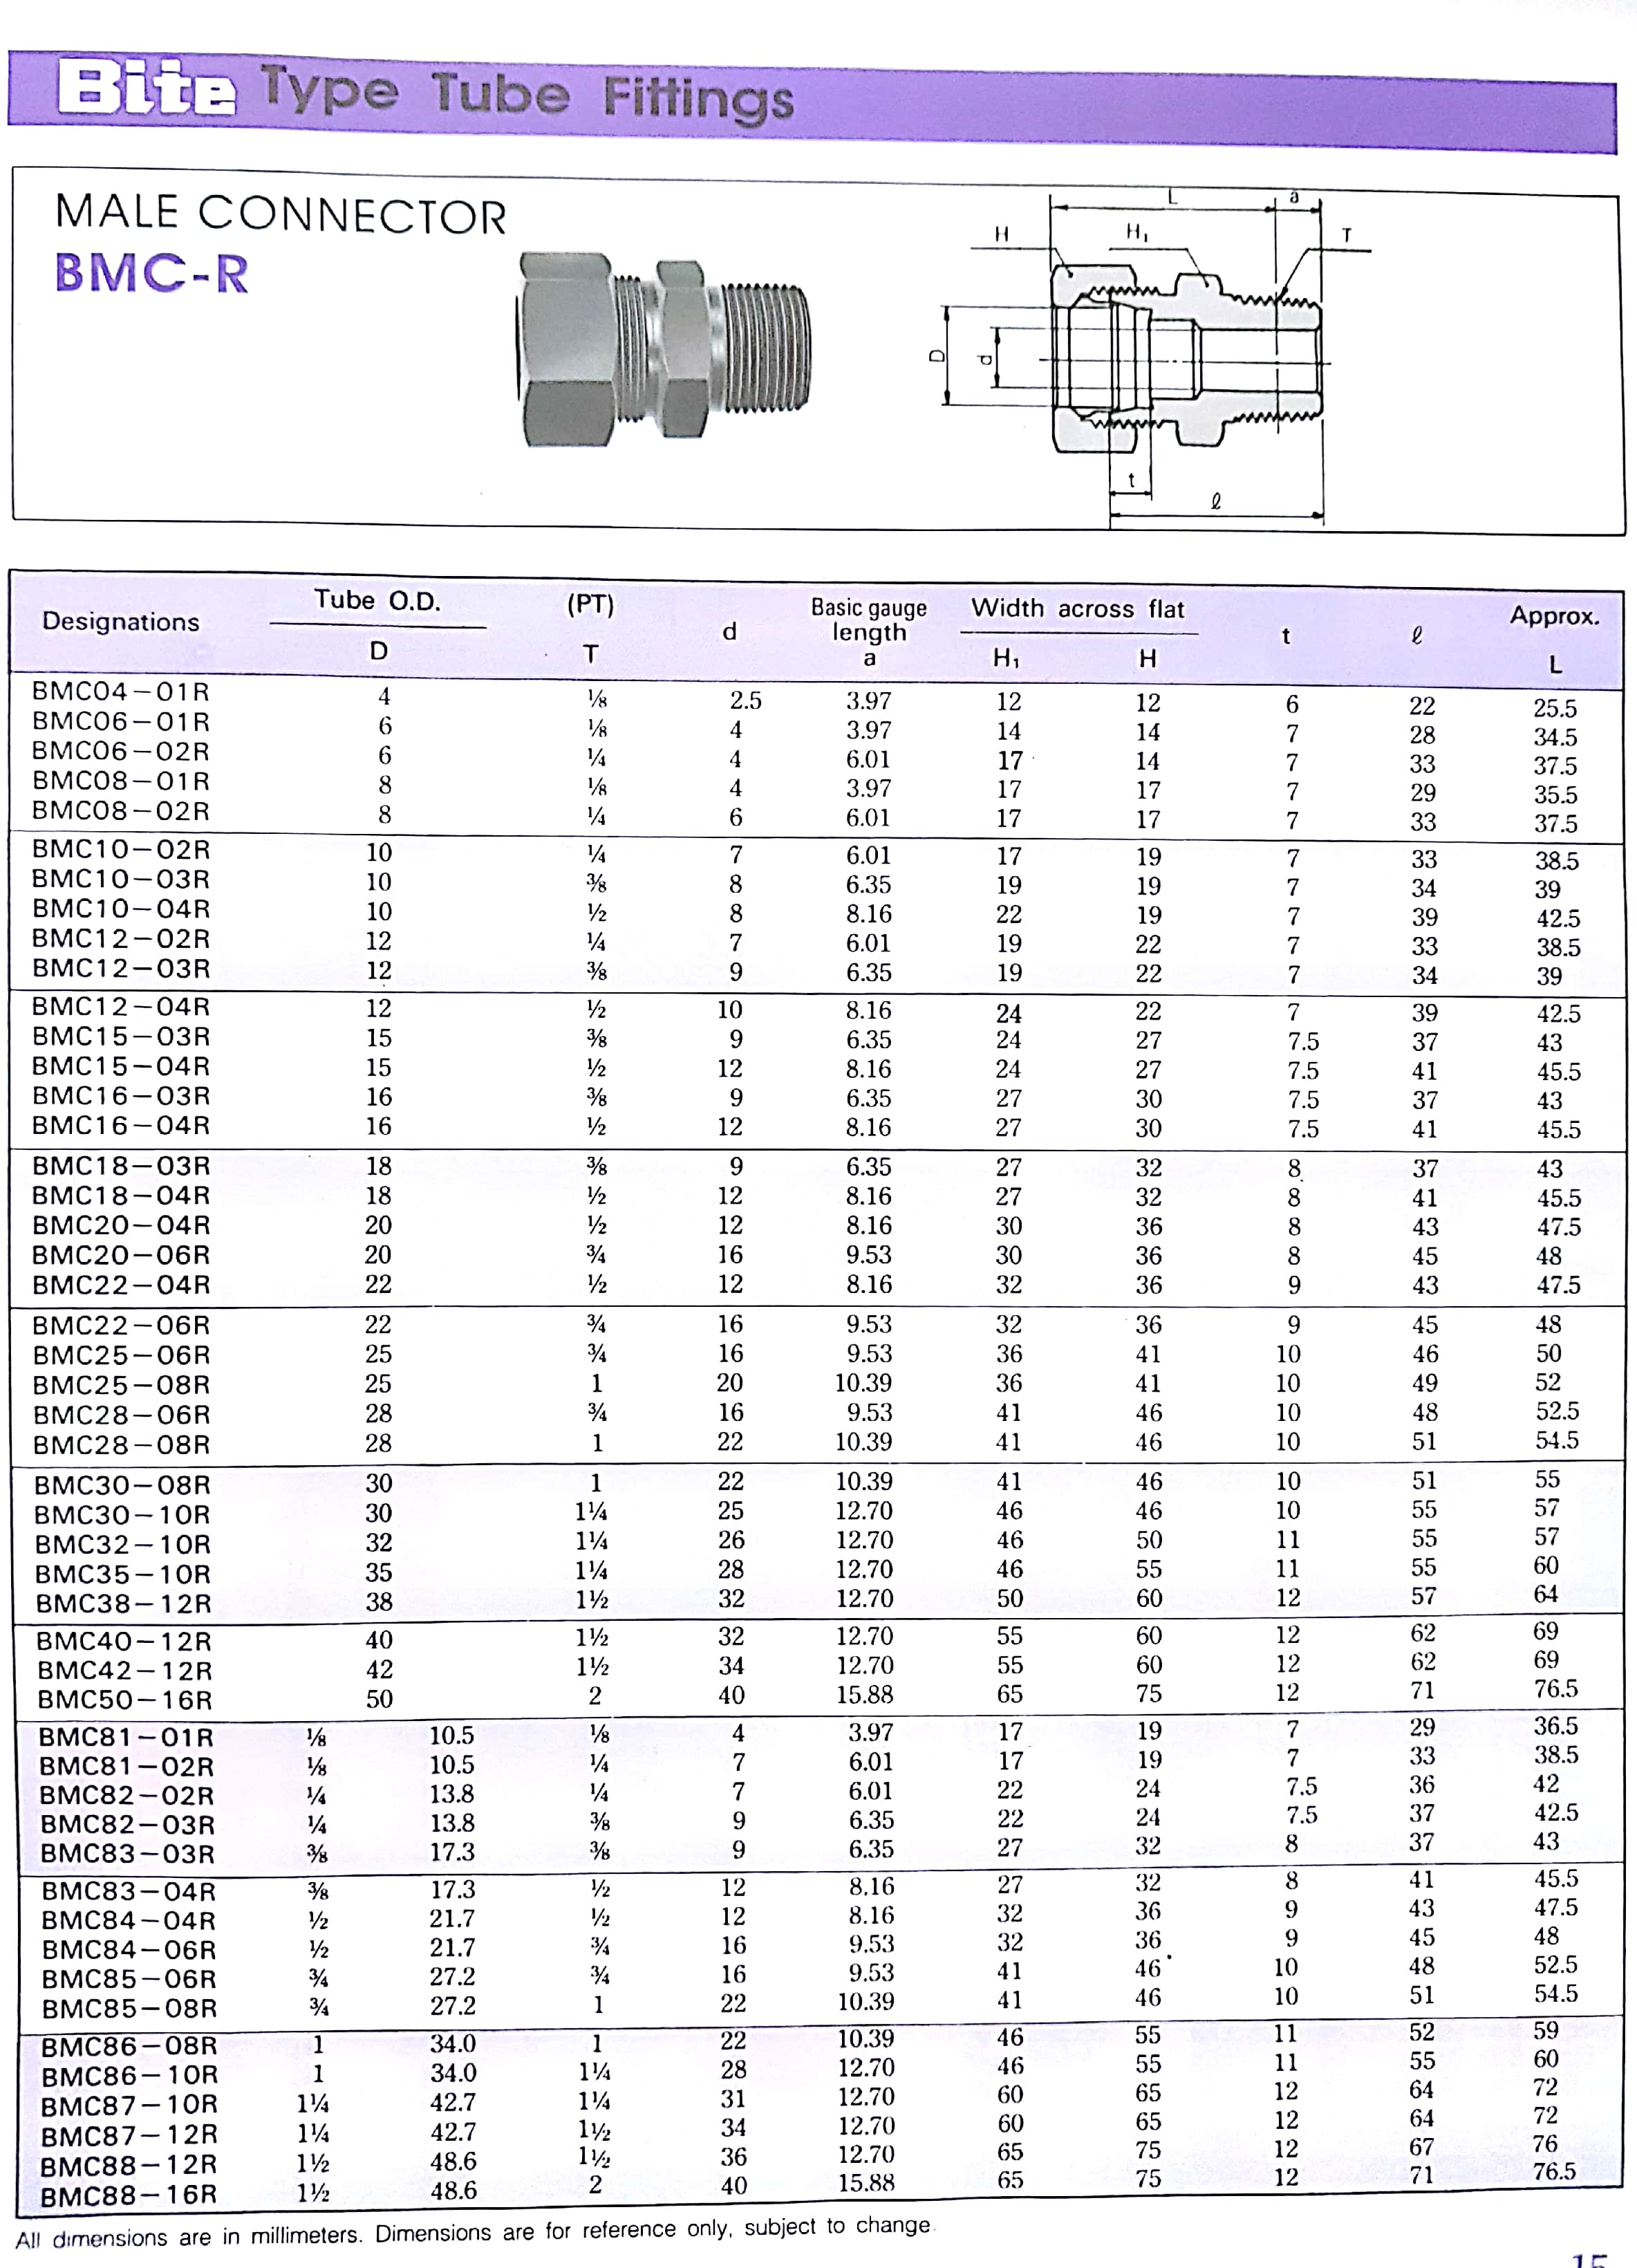 Bite Type Tube Fittings
MALE CONNECTOR
BMC-R
L a
H H₁ T
D d
t
ℓ
Designations Tube O.D. D (PT) T d Basic gauge length a Width across flat H₁ H t ℓ Approx. L
BMC04-01R 4 ⅛ 2.5 3.97 12 12 6 22 25.5
BMC06-01R 6 ⅛ 4 3.97 14 14 7 28 34.5
BMC06-02R 6 ¼ 4 6.01 17 14 7 33 37.5
BMC08-01R 8 ⅛ 4 3.97 17 17 7 29 35.5
BMC08-02R 8 ¼ 6 6.01 17 17 7 33 37.5
BMC10-02R 10 ¼ 7 6.01 17 19 7 33 38.5
BMC10-03R 10 ⅜ 8 6.35 19 19 7 34 39
BMC10-04R 10 ½ 8 8.16 22 19 7 39 42.5
BMC12-02R 12 ¼ 7 6.01 19 22 7 33 38.5
BMC12-03R 12 ⅜ 9 6.35 19 22 7 34 39
BMC12-04R 12 ½ 10 8.16 24 22 7 39 42.5
BMC15-03R 15 ⅜ 9 6.35 24 27 7.5 37 43
BMC15-04R 15 ½ 12 8.16 24 27 7.5 41 45.5
BMC16-03R 16 ⅜ 9 6.35 27 30 7.5 37 43
BMC16-04R 16 ½ 12 8.16 27 30 7.5 41 45.5
BMC18-03R 18 ⅜ 9 6.35 27 32 8 37 43
BMC18-04R 18 ½ 12 8.16 27 32 8 41 45.5
BMC20-04R 20 ½ 12 8.16 30 36 8 43 47.5
BMC20-06R 20 ¾ 16 9.53 30 36 8 45 48
BMC22-04R 22 ½ 12 8.16 32 36 9 43 47.5
BMC22-06R 22 ¾ 16 9.53 32 36 9 45 48
BMC25-06R 25 ¾ 16 9.53 36 41 10 46 50
BMC25-08R 25 1 20 10.39 36 41 10 49 52
BMC28-06R 28 ¾ 16 9.53 41 46 10 48 52.5
BMC28-08R 28 1 22 10.39 41 46 10 51 54.5
BMC30-08R 30 1 22 10.39 41 46 10 51 55
BMC30-10R 30 1¼ 25 12.70 46 46 10 55 57
BMC32-10R 32 1¼ 26 12.70 46 50 11 55 57
BMC35-10R 35 1¼ 28 12.70 46 55 11 55 60
BMC38-12R 38 1½ 32 12.70 50 60 12 57 64
BMC40-12R 40 1½ 32 12.70 55 60 12 62 69
BMC42-12R 42 1½ 34 12.70 55 60 12 62 69
BMC50-16R 50 2 40 15.88 65 75 12 71 76.5
BMC81-01R ⅛ 10.5 ⅛ 4 3.97 17 19 7 29 36.5
BMC81-02R ⅛ 10.5 ¼ 7 6.01 17 19 7 33 38.5
BMC82-02R ¼ 13.8 ¼ 7 6.01 22 24 7.5 36 42
BMC82-03R ¼ 13.8 ⅜ 9 6.35 22 24 7.5 37 42.5
BMC83-03R ⅜ 17.3 ⅜ 9 6.35 27 32 8 37 43
BMC83-04R ⅜ 17.3 ½ 12 8.16 27 32 8 41 45.5
BMC84-04R ½ 21.7 ½ 12 8.16 32 36 9 43 47.5
BMC84-06R ½ 21.7 ¾ 16 9.53 32 36 9 45 48
BMC85-06R ¾ 27.2 ¾ 16 9.53 41 46 10 48 52.5
BMC85-08R ¾ 27.2 1 22 10.39 41 46 10 51 54.5
BMC86-08R 1 34.0 1 22 10.39 46 55 11 52 59
BMC86-10R 1 34.0 1¼ 28 12.70 46 55 11 55 60
BMC87-10R 1¼ 42.7 1¼ 31 12.70 60 65 12 64 72
BMC87-12R 1¼ 42.7 1½ 34 12.70 60 65 12 64 72
BMC88-12R 1½ 48.6 1½ 36 12.70 65 75 12 67 76
BMC88-16R 1½ 48.6 2 40 15.88 65 75 12 71 76.5
All dimensions are in millimeters. Dimensions are for reference only, subject to change.
15